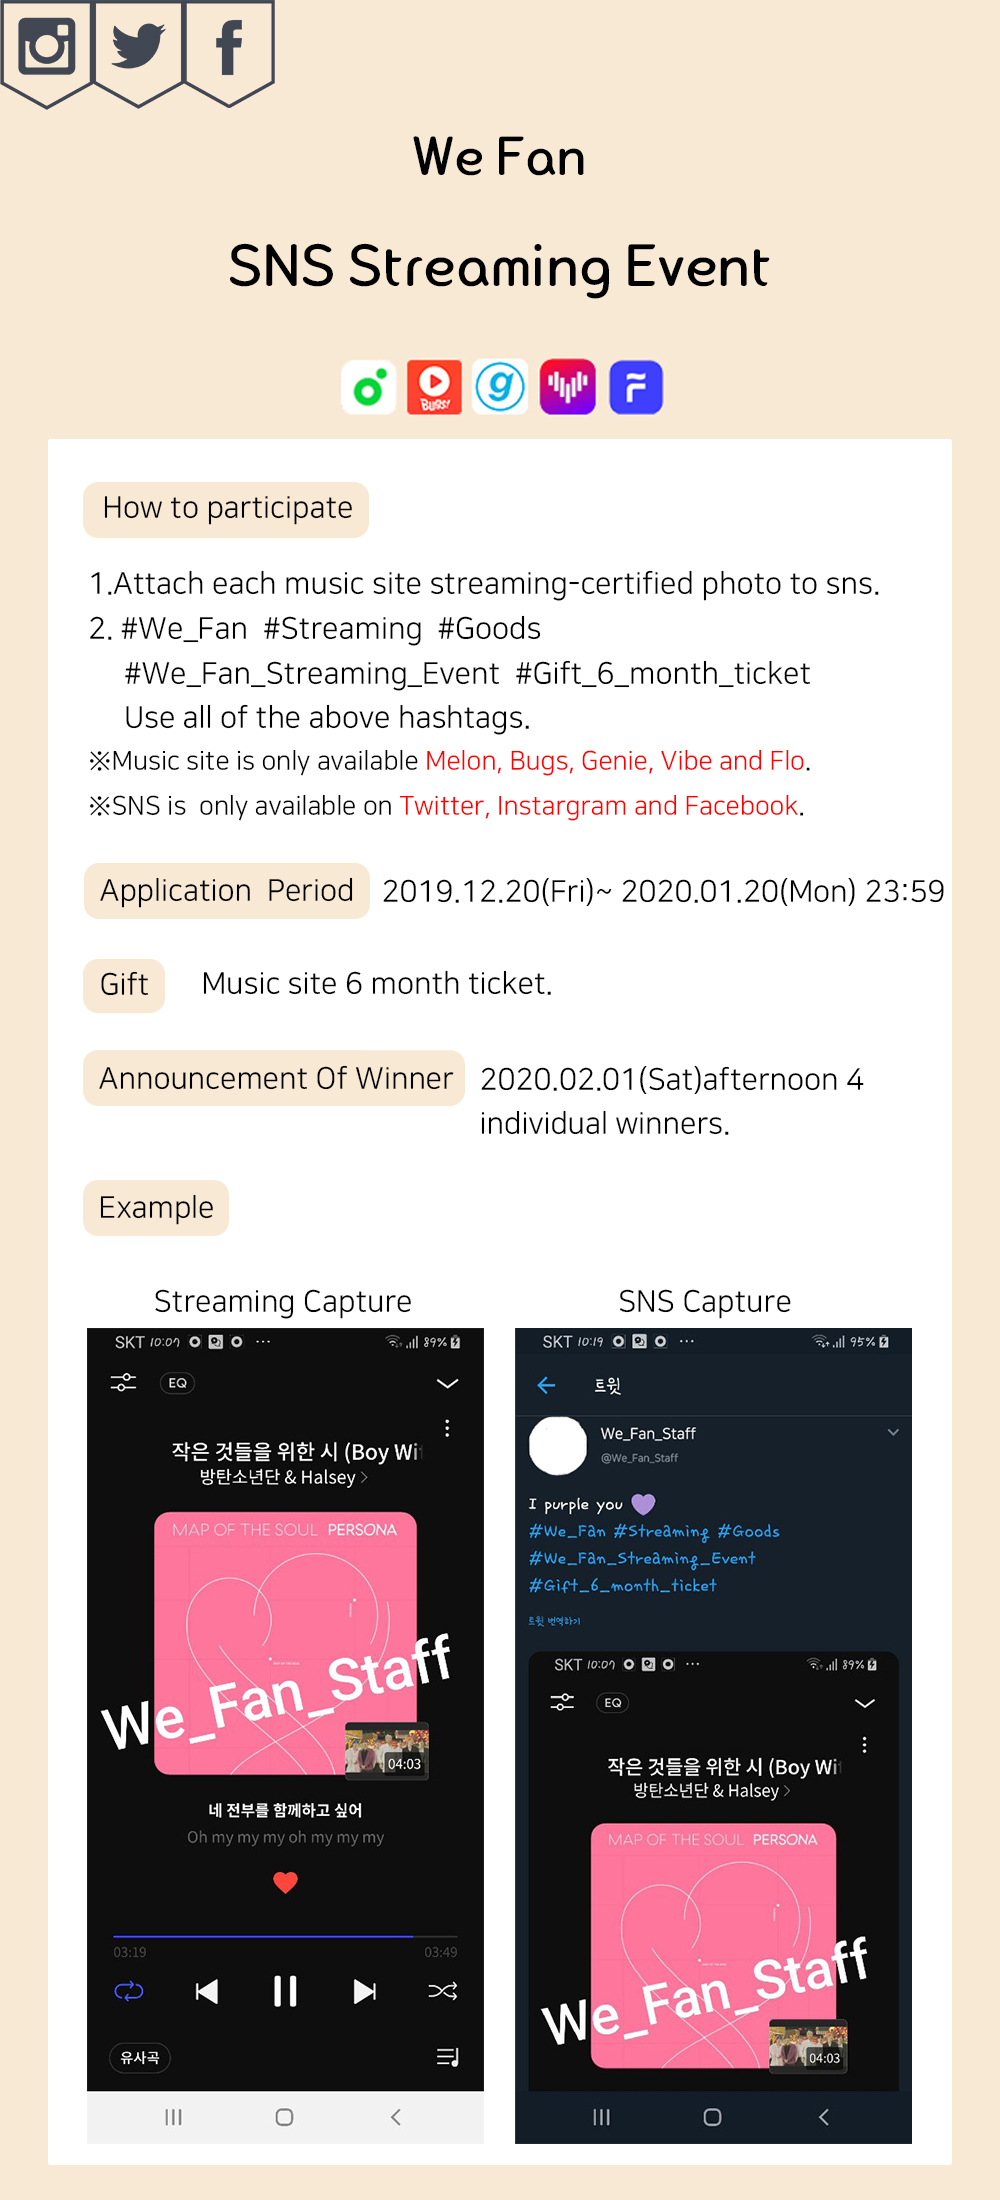 We Fan
SNS Streaming Event
BUGS!
How to participate
1.Attach each music site streaming-certified photo to sns.
2. #We_Fan #Streaming #Goods
#We_Fan_Streaming_Event #Gift_6_month_ticket
Use all of the above hashtags.
※Music site is only available Melon, Bugs, Genie, Vibe and Flo.
※SNS is only available on Twitter, Instargram and Facebook.
Application Period 2019.12.20(Fri)~ 2020.01.20(Mon) 23:59
Gift Music site 6 month ticket.
Announcement Of Winner 2020.02.01(Sat)afternoon 4
individual winners.
Example
Streaming Capture
SKT 10:07 ··· 89%
EQ
작은 것들을 위한 시 (Boy Wi
방탄소년단 & Halsey >
MAP OF THE SOUL PERSONA
We_Fan_Staff
04:03
네 전부를 함께하고 싶어
Oh my my my oh my my my
03:19 03:49
유사곡
SNS Capture
SKT 10:19 ··· 95%
트윗
We_Fan_Staff
@We_Fan_Staff
I purple you 💜
#We_Fan #Streaming #Goods
#We_Fan_Streaming_Event
#Gift_6_month_ticket
트윗 번역하기
SKT 10:07 ··· 89%
EQ
작은 것들을 위한 시 (Boy Wi
방탄소년단 & Halsey >
MAP OF THE SOUL PERSONA
We_Fan_Staff
04:03